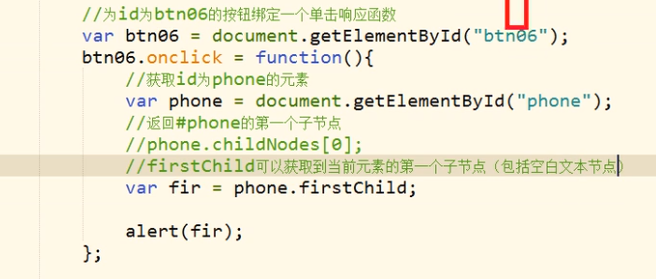 //为id为btn06的按钮绑定一个单击响应函数
var btn06 = document.getElementById("btn06");
btn06.onclick = function(){
//获取id为phone的元素
var phone = document.getElementById("phone");
//返回#phone的第一个子节点
//phone.childNodes[0];
//firstChild可以获取到当前元素的第一个子节点（包括空白文本节点）
var fir = phone.firstChild;
alert(fir);
};